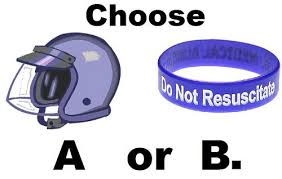 Choose
Do Not Resuscitate
A or B.